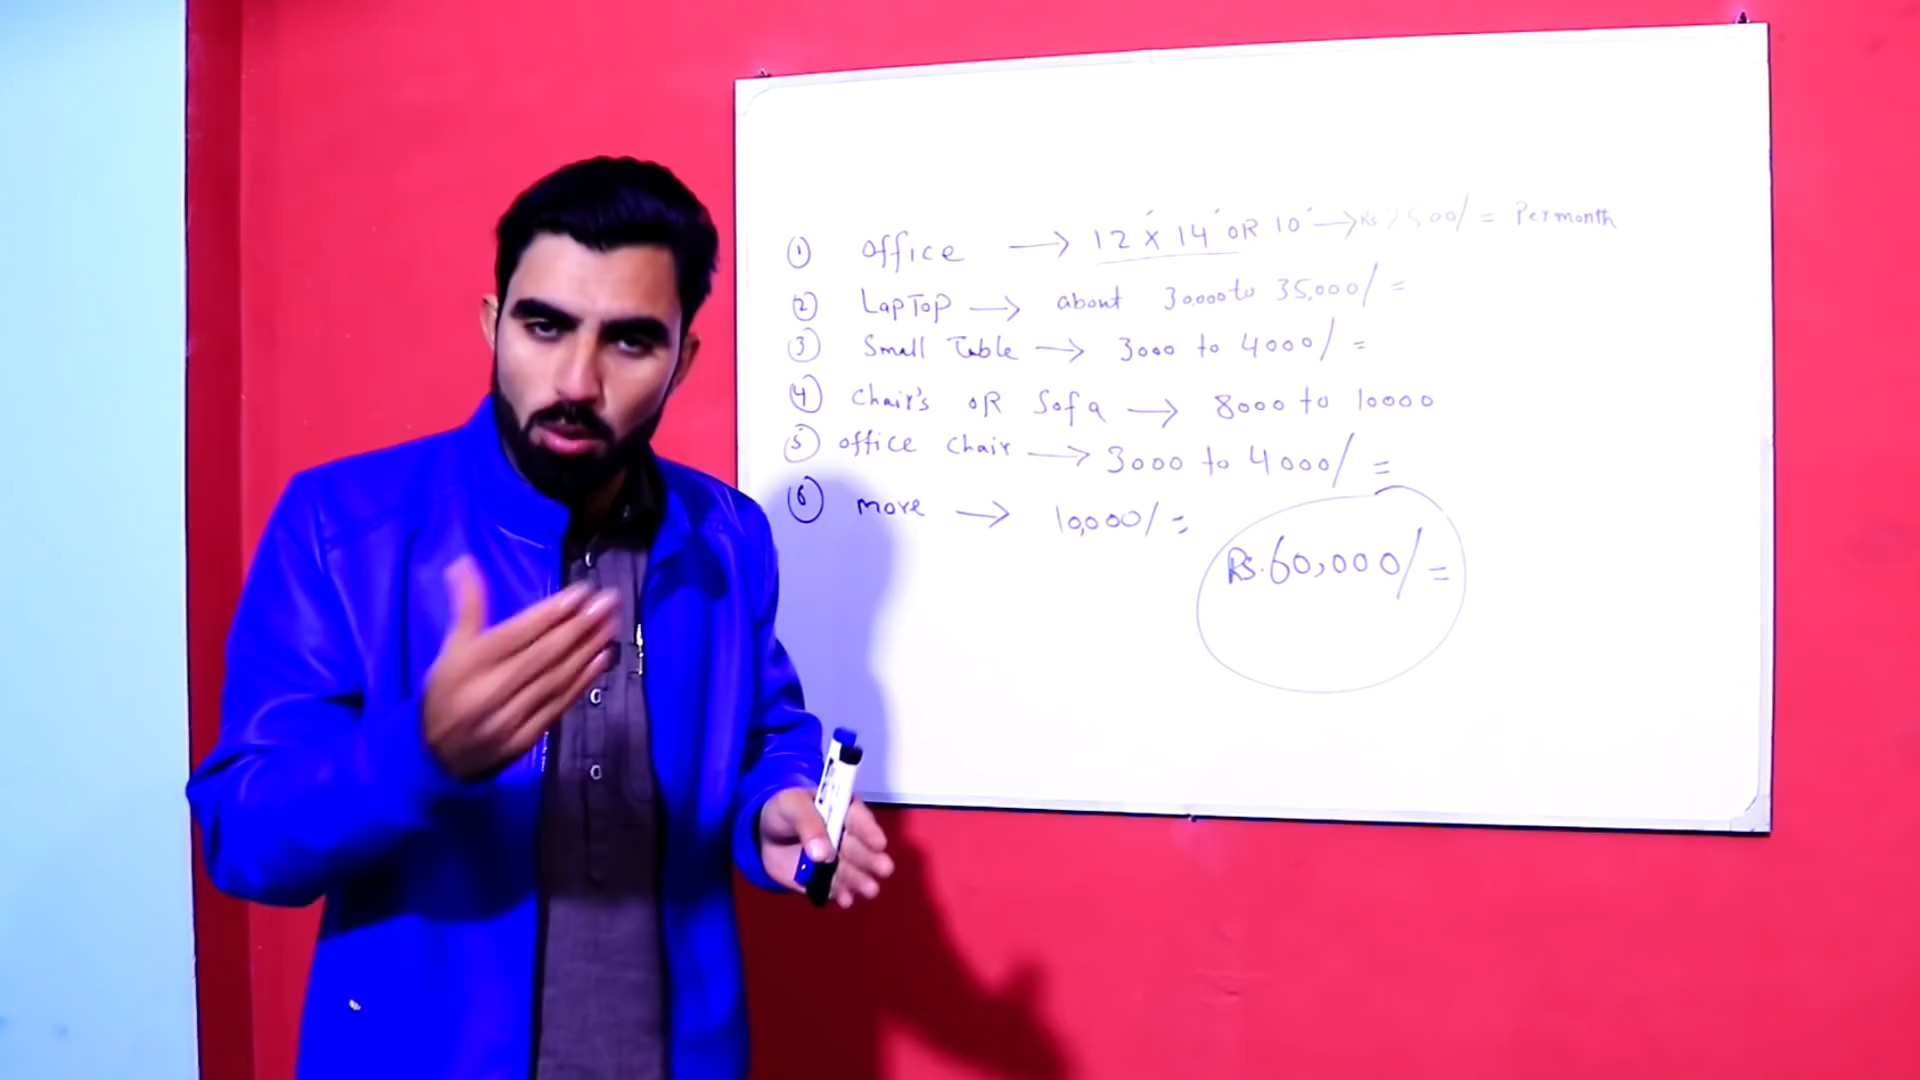 ① office → 12' x 14' OR 10' → Rs 7500/= Per month
② LapTop → about 30,000 to 35,000/=
③ Small Table → 3000 to 4000/=
④ chair's OR Sofa → 8000 to 10000
⑤ office chair → 3000 to 4000/=
⑥ more → 10,000/=
Rs. 60,000/=